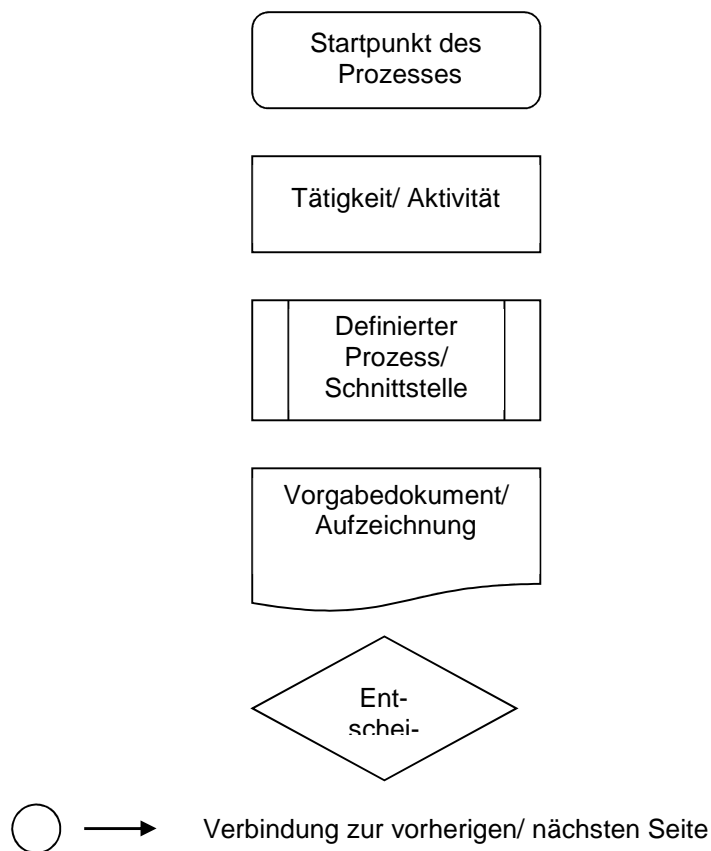 Startpunkt des
Prozesses
Tätigkeit/ Aktivität
Definierter
Prozess/
Schnittstelle
Vorgabedokument/
Aufzeichnung
Ent-
schei-
Verbindung zur vorherigen/ nächsten Seite